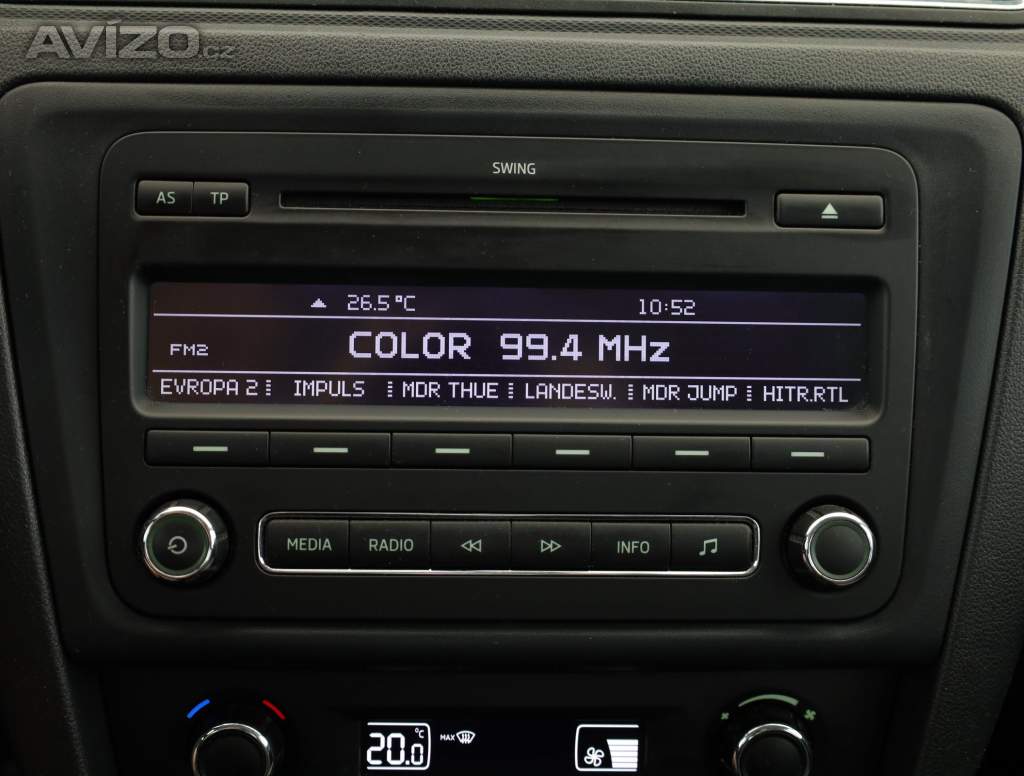 AVÍZO.cz
SWING
AS TP
26.5 °C 10:52
FM2 COLOR 99.4 MHz
EVROPA 2 IMPULS MDR THUE LANDESW. MDR JUMP HITR.RTL
MEDIA RADIO INFO
20.0 °C MAX